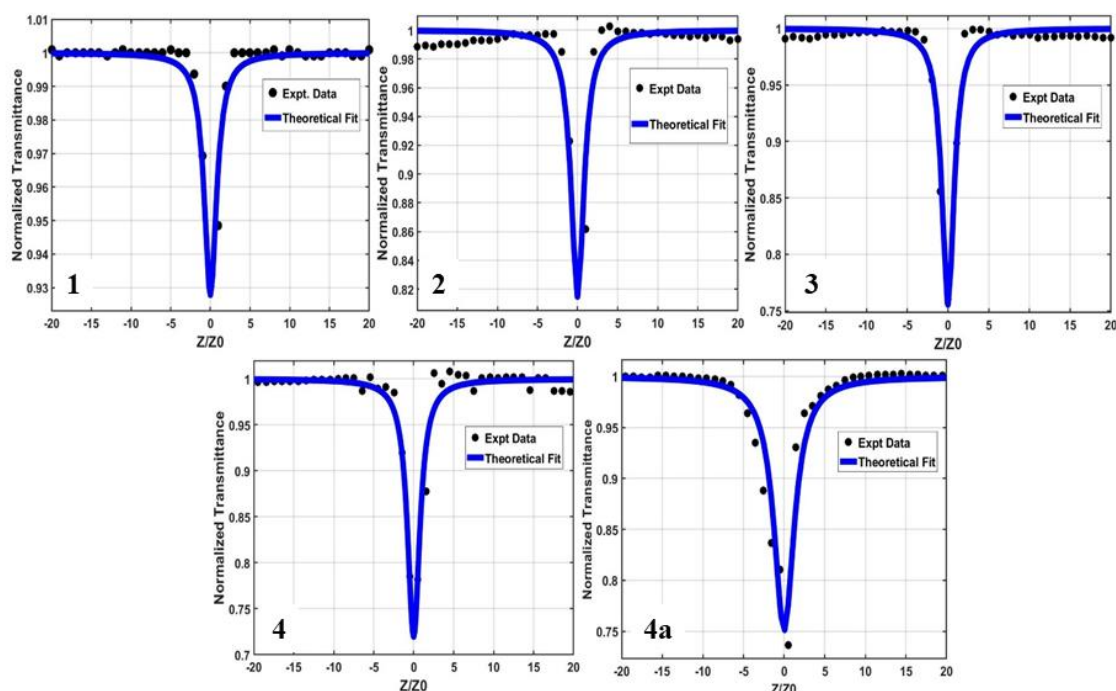 1.01
1
0.99
0.98
0.97
0.96
0.95
0.94
0.93
Normalized Transmittance
Expt. Data
Theoretical Fit
1
-20 -15 -10 -5 0 5 10 15 20
Z/Z0
1
0.98
0.96
0.94
0.92
0.9
0.88
0.86
0.84
0.82
Normalized Transmittance
Expt Data
Theoretical Fit
2
-20 -15 -10 -5 0 5 10 15 20
Z/Z0
1
0.95
0.9
0.85
0.8
0.75
Normalized Transmittance
Expt Data
Theoretical Fit
3
-20 -15 -10 -5 0 5 10 15 20
Z/Z0
1
0.95
0.9
0.85
0.8
0.75
0.7
Normalized Transmittance
Expt Data
Theoretical Fit
4
-20 -15 -10 -5 0 5 10 15 20
Z/Z0
1
0.95
0.9
0.85
0.8
0.75
Normalized Transmittance
Expt Data
Theoretical Fit
4a
-20 -15 -10 -5 0 5 10 15 20
Z/Z0